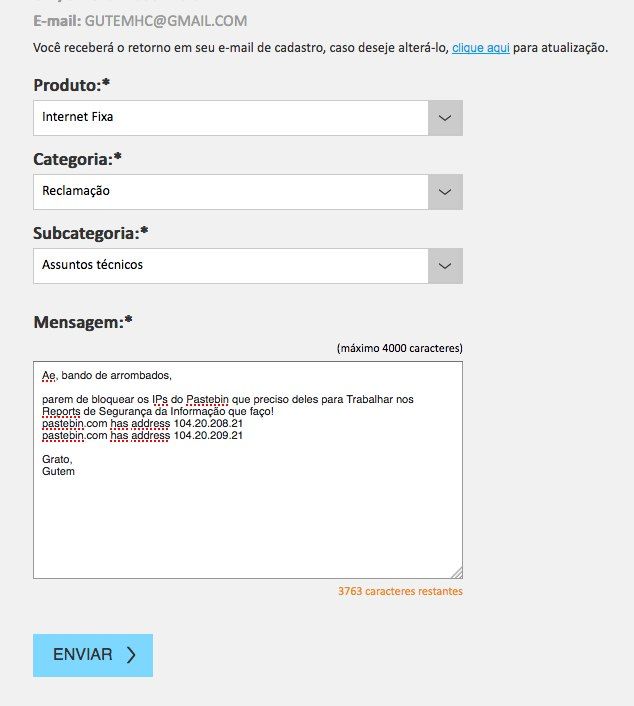 E-mail: GUTEMHC@GMAIL.COM
Você receberá o retorno em seu e-mail de cadastro, caso deseje alterá-lo, clique aqui para atualização.
Produto:*
Internet Fixa
Categoria:*
Reclamação
Subcategoria:*
Assuntos técnicos
Mensagem:*
(máximo 4000 caracteres)
Ae, bando de arrombados,
parem de bloquear os IPs do Pastebin que preciso deles para Trabalhar nos
Reports de Segurança da Informação que faço!
pastebin.com has address 104.20.208.21
pastebin.com has address 104.20.209.21
Grato,
Gutem
3763 caracteres restantes
ENVIAR